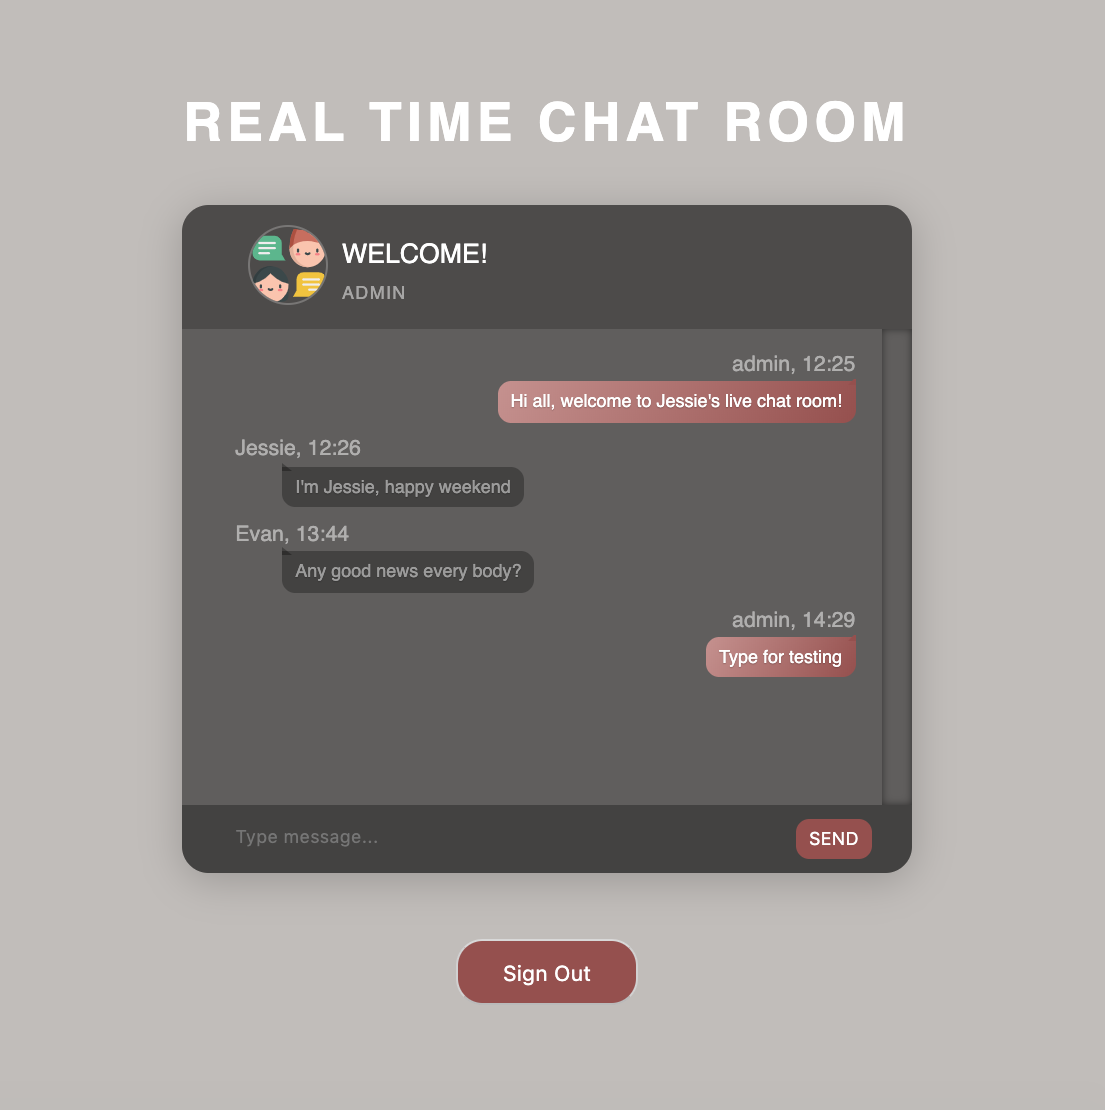 REAL TIME CHAT ROOM
WELCOME!
ADMIN
admin, 12:25
Hi all, welcome to Jessie's live chat room!
Jessie, 12:26
I'm Jessie, happy weekend
Evan, 13:44
Any good news every body?
admin, 14:29
Type for testing
Type message...
SEND
Sign Out